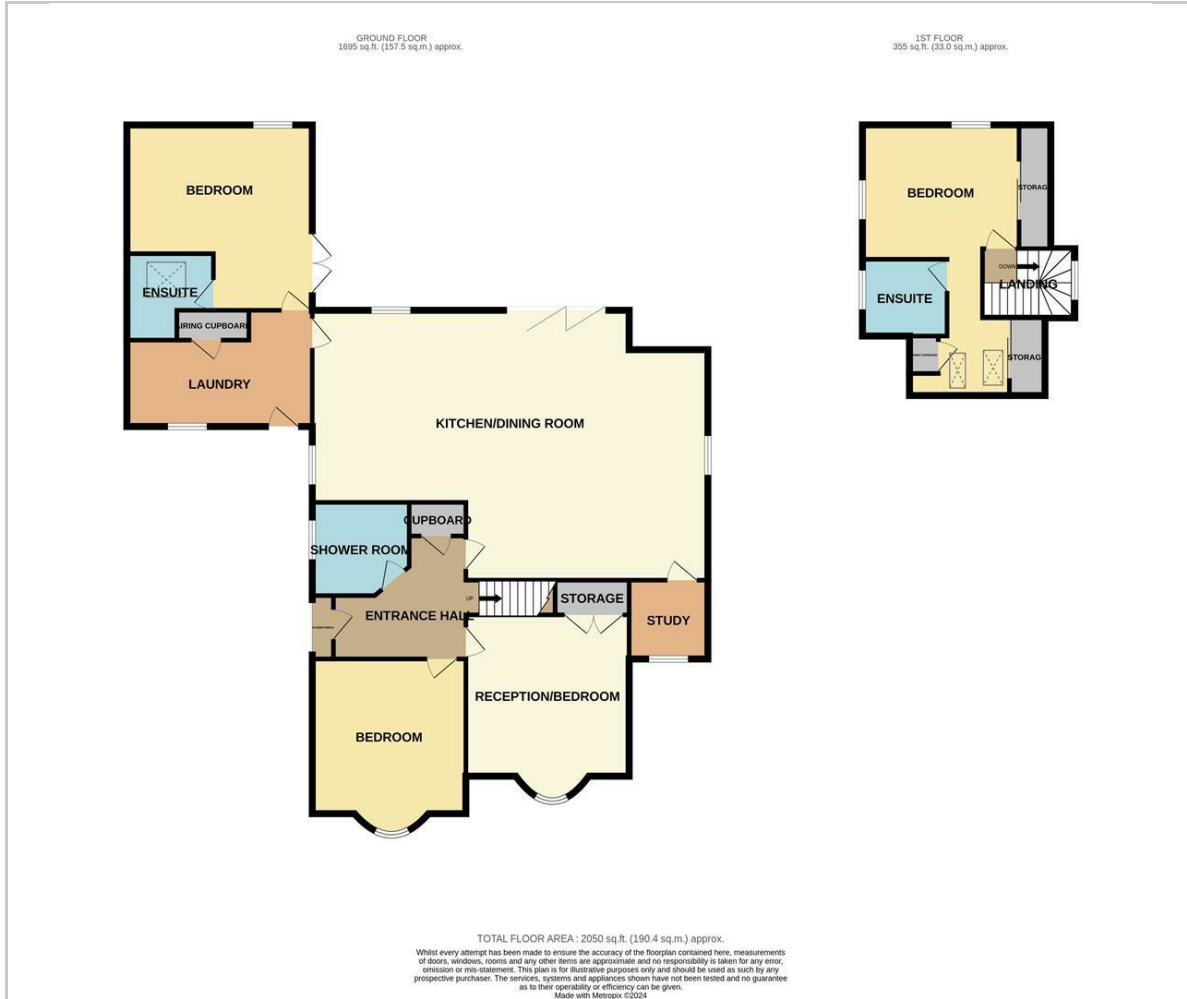 GROUND FLOOR
1695 sq.ft. (157.5 sq.m.) approx.
1ST FLOOR
355 sq.ft. (33.0 sq.m.) approx.
BEDROOM
ENSUITE
AIRING CUPBOARD
LAUNDRY
KITCHEN/DINING ROOM
CUPBOARD
SHOWER ROOM
UP
STORAGE
ENTRANCE HALL
STUDY
RECEPTION/BEDROOM
BEDROOM
BEDROOM
STORAG
DOWN
LANDING
ENSUITE
STORAG
TOTAL FLOOR AREA : 2050 sq.ft. (190.4 sq.m.) approx.
Whilst every attempt has been made to ensure the accuracy of the floorplan contained here, measurements
of doors, windows, rooms and any other items are approximate and no responsibility is taken for any error,
omission or mis-statement. This plan is for illustrative purposes only and should be used as such by any
prospective purchaser. The services, systems and appliances shown have not been tested and no guarantee
as to their operability or efficiency can be given.
Made with Metropix ©2024